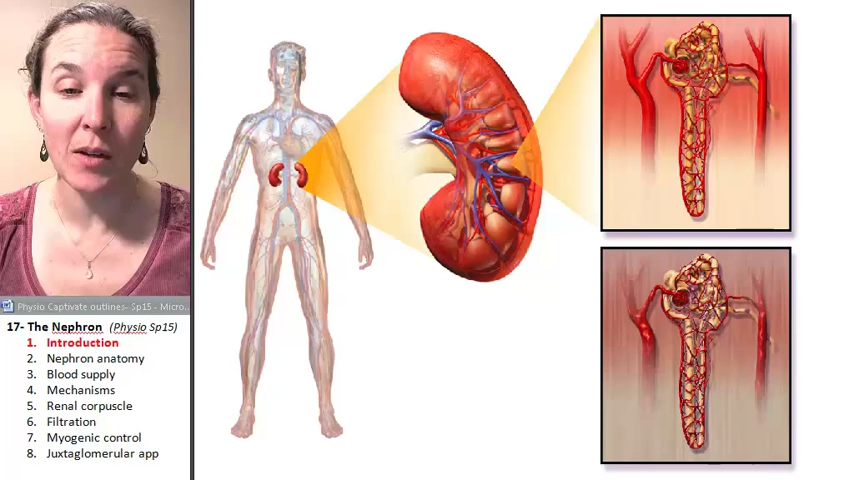 Physio Captivate outlines- Sp15 - Micro...
17- The Nephron (Physio Sp15)
1. Introduction
2. Nephron anatomy
3. Blood supply
4. Mechanisms
5. Renal corpuscle
6. Filtration
7. Myogenic control
8. Juxtaglomerular app